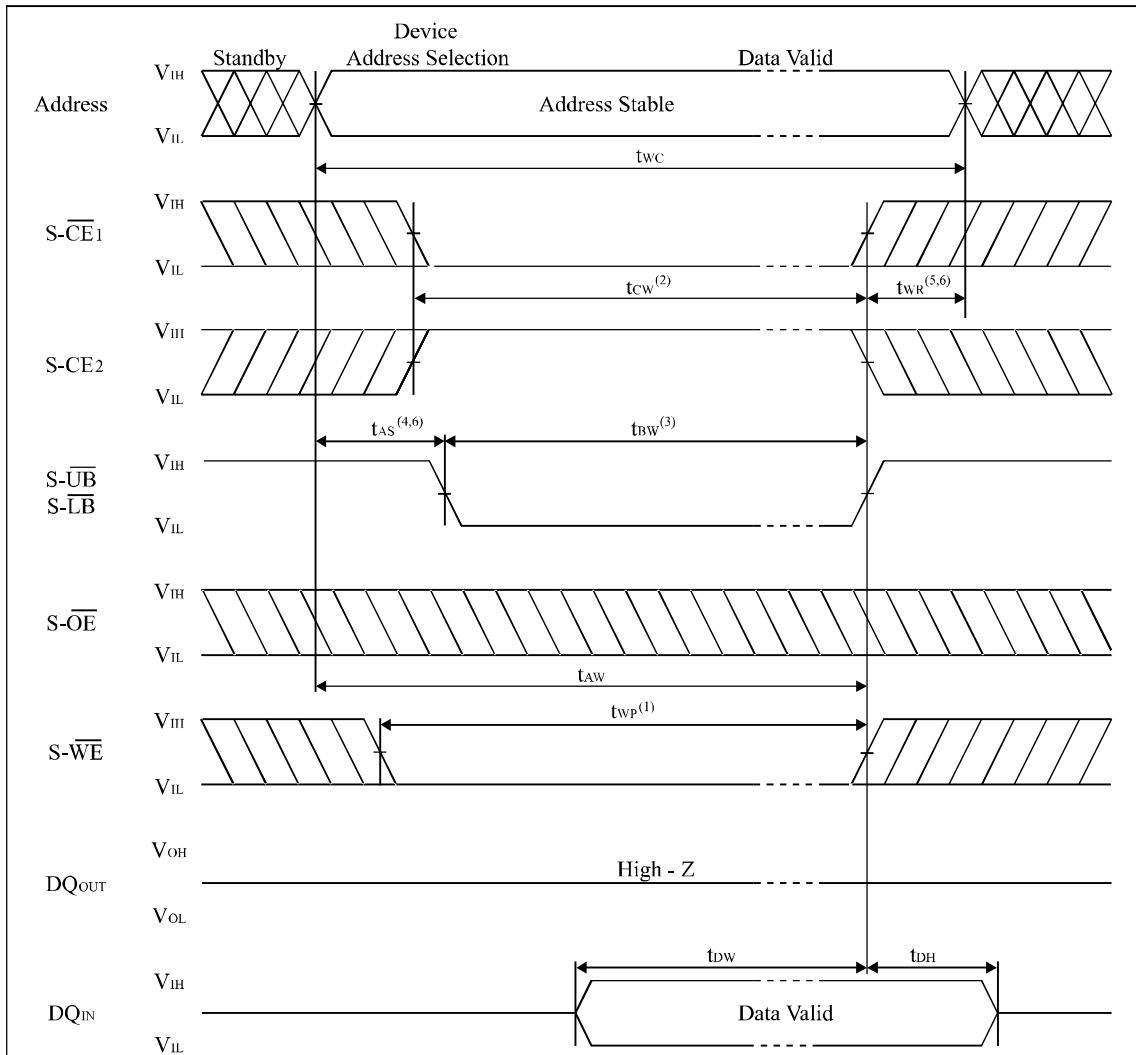 Device
Standby Address Selection Data Valid
VIH
Address Address Stable
VIL
tWC
VIH
S-CE1
VIL
tCW(2) tWR(5,6)
VIH
S-CE2
VIL
tAS(4,6) tBW(3)
VIH
S-UB
S-LB
VIL
VIH
S-OE
VIL
tAW
tWP(1)
VIH
S-WE
VIL
VOH
High - Z
DQOUT
VOL
tDW tDH
VIH
DQIN Data Valid
VIL